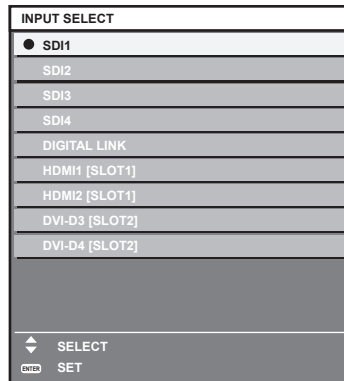 INPUT SELECT
SDI1
SDI2
SDI3
SDI4
DIGITAL LINK
HDMI1 [SLOT1]
HDMI2 [SLOT1]
DVI-D3 [SLOT2]
DVI-D4 [SLOT2]
SELECT
ENTER SET